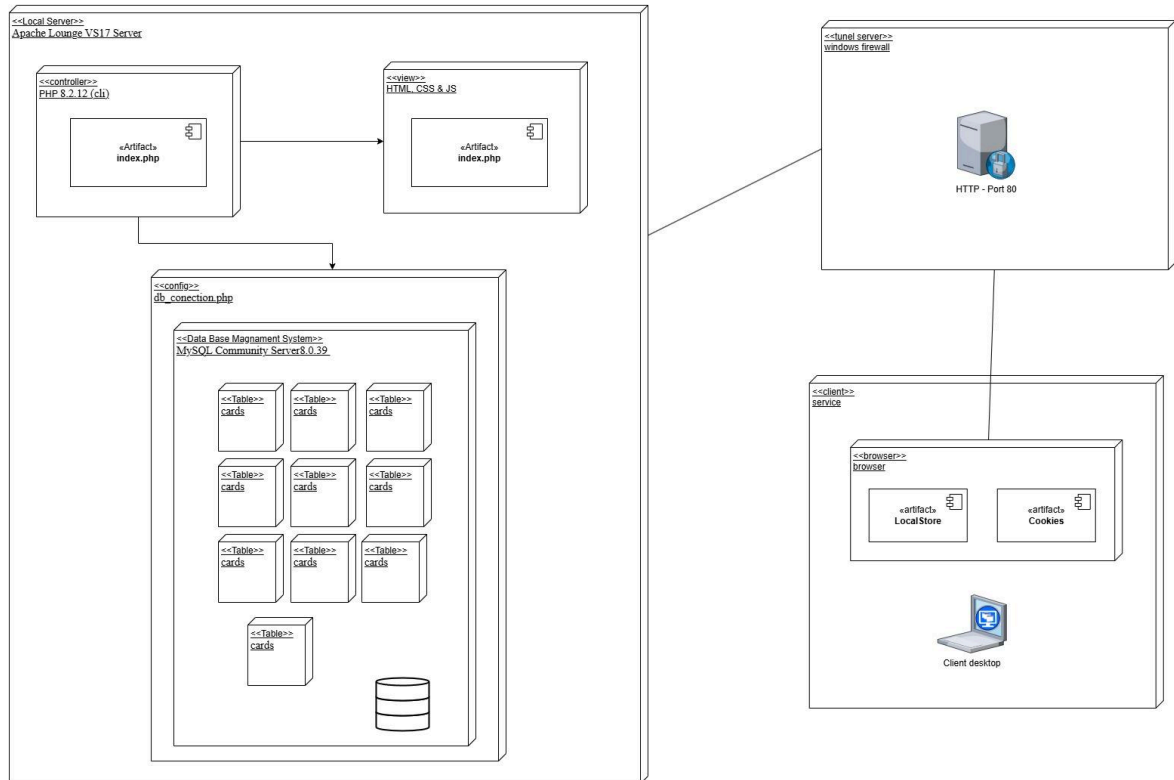 <<Local Server>>
Apache Lounge VS17 Server
<<controller>>
PHP 8.2.12 (cli)
«Artifact»
index.php
<<view>>
HTML, CSS & JS
«Artifact»
index.php
<<config>>
db_conection.php
<<Data Base Magnament System>>
MySQL Community Server8.0.39
<<Table>>
cards
<<Table>>
cards
<<Table>>
cards
<<Table>>
cards
<<Table>>
cards
<<Table>>
cards
<<Table>>
cards
<<Table>>
cards
<<Table>>
cards
<<Table>>
cards
<<tunel server>>
windows firewall
HTTP - Port 80
<<client>>
service
<<browser>>
browser
«artifact»
LocalStore
«artifact»
Cookies
Client desktop